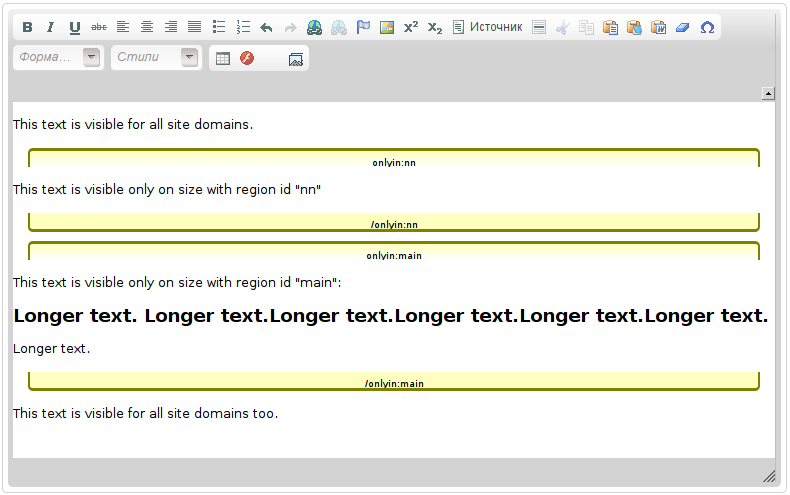 B I U abc x² x₂ Источник
Форма... Стили
This text is visible for all site domains.
onlyin:nn
This text is visible only on size with region id "nn"
/onlyin:nn
onlyin:main
This text is visible only on size with region id "main":
Longer text. Longer text.Longer text.Longer text.Longer text.Longer text.
Longer text.
/onlyin:main
This text is visible for all site domains too.